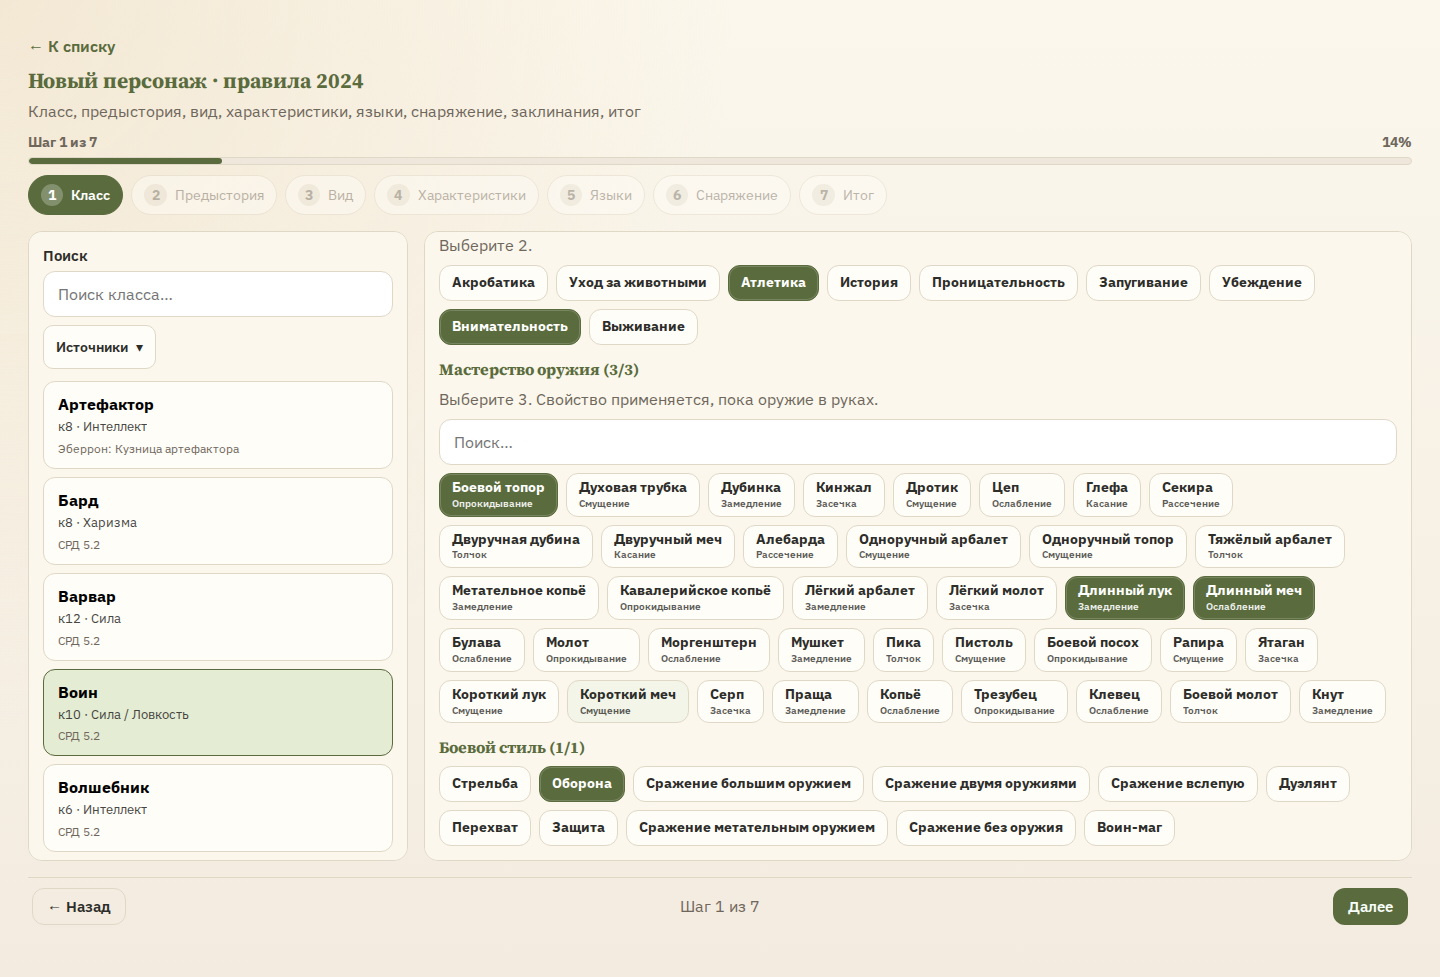 ← К списку
Новый персонаж · правила 2024
Класс, предыстория, вид, характеристики, языки, снаряжение, заклинания, итог
Шаг 1 из 7 14%
1 Класс 2 Предыстория 3 Вид 4 Характеристики 5 Языки 6 Снаряжение 7 Итог
Поиск
Поиск класса...
Источники ▾
Артефактор
к8 · Интеллект
Эберрон: Кузница артефактора
Бард
к8 · Харизма
СРД 5.2
Варвар
к12 · Сила
СРД 5.2
Воин
к10 · Сила / Ловкость
СРД 5.2
Волшебник
к6 · Интеллект
СРД 5.2
Выберите 2.
Акробатика Уход за животными Атлетика История Проницательность Запугивание Убеждение
Внимательность Выживание
Мастерство оружия (3/3)
Выберите 3. Свойство применяется, пока оружие в руках.
Поиск...
Боевой топор Духовая трубка Дубинка Кинжал Дротик Цеп Глефа Секира
Опрокидывание Смущение Замедление Засечка Смущение Ослабление Касание Рассечение
Двуручная дубина Двуручный меч Алебарда Одноручный арбалет Одноручный топор Тяжёлый арбалет
Толчок Касание Рассечение Смущение Смущение Толчок
Метательное копьё Кавалерийское копьё Лёгкий арбалет Лёгкий молот Длинный лук Длинный меч
Замедление Опрокидывание Замедление Засечка Замедление Ослабление
Булава Молот Моргенштерн Мушкет Пика Пистоль Боевой посох Рапира Ятаган
Ослабление Опрокидывание Ослабление Замедление Толчок Смущение Опрокидывание Смущение Засечка
Короткий лук Короткий меч Серп Праща Копьё Трезубец Клевец Боевой молот Кнут
Смущение Смущение Засечка Замедление Ослабление Опрокидывание Ослабление Толчок Замедление
Боевой стиль (1/1)
Стрельба Оборона Сражение большим оружием Сражение двумя оружиями Сражение вслепую Дуэлянт
Перехват Защита Сражение метательным оружием Сражение без оружия Воин-маг
← Назад Шаг 1 из 7 Далее